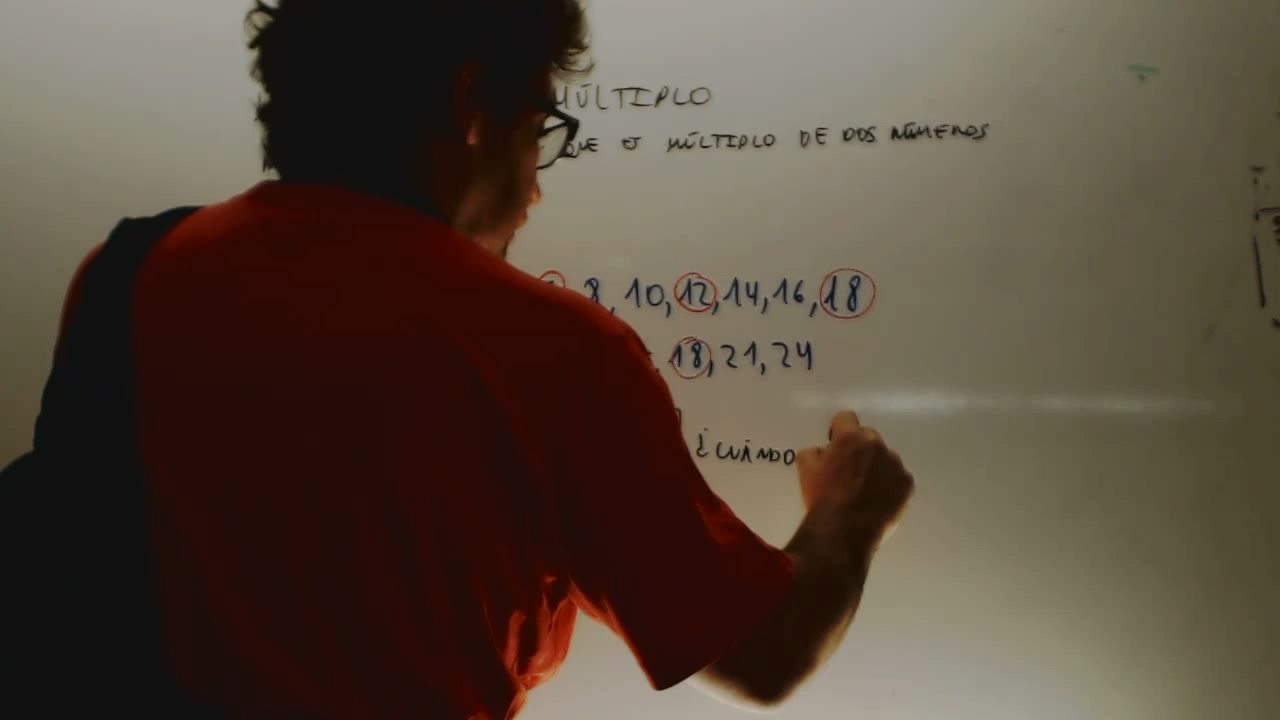 MÚLTIPLO
QUE ES MÚLTIPLO DE DOS NÚMEROS
8, 10, 12, 14, 16, 18
18, 21, 24
¿CUÁNDO